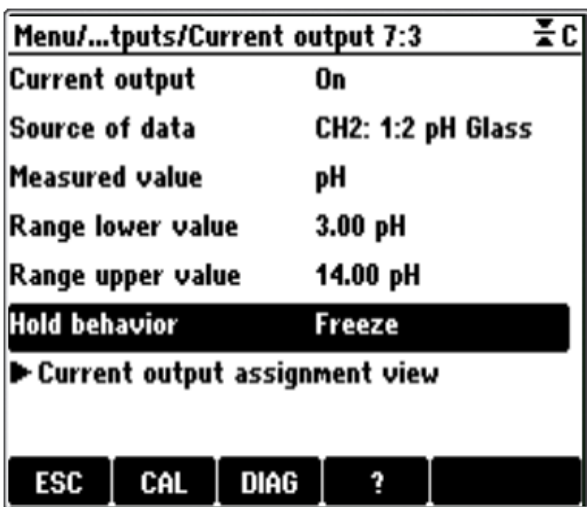 Menu/...tputs/Current output 7:3 C
Current output On
Source of data CH2: 1:2 pH Glass
Measured value pH
Range lower value 3.00 pH
Range upper value 14.00 pH
Hold behavior Freeze
Current output assignment view
ESC CAL DIAG ?